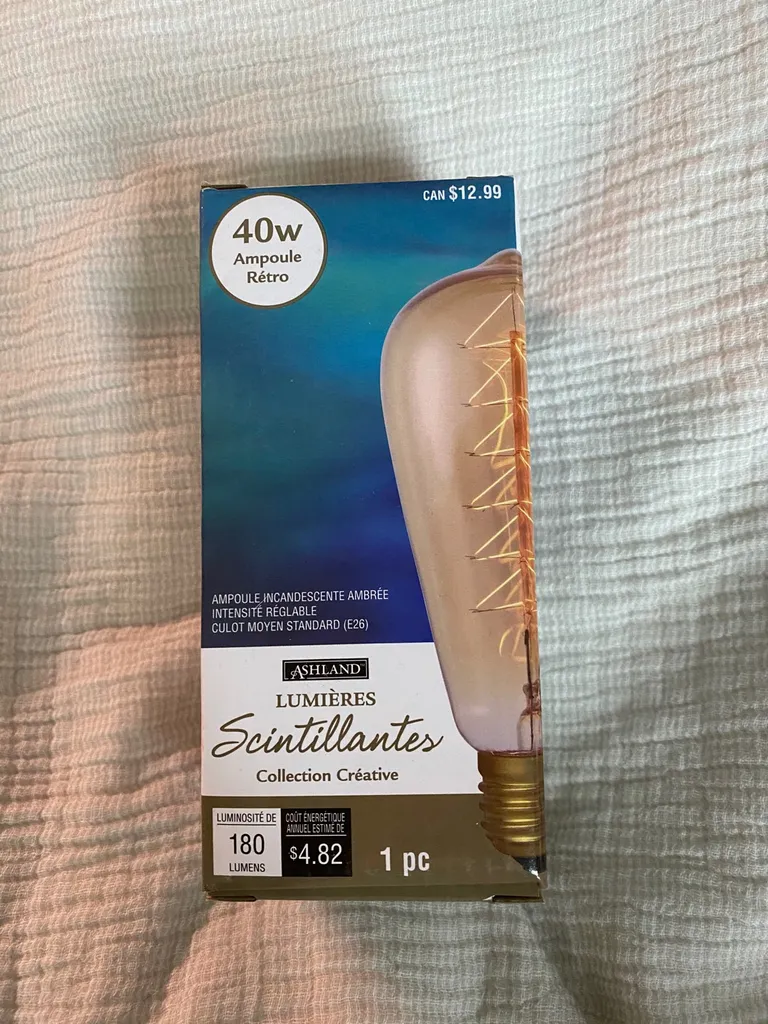 CAN $12.99
40w
Ampoule
Rétro
AMPOULE INCANDESCENTE AMBRÉE
INTENSITÉ RÉGLABLE
CULOT MOYEN STANDARD (E26)
ASHLAND™
LUMIÈRES
Scintillantes
Collection Créative
LUMINOSITÉ DE
180
LUMENS
COÛT ÉNERGÉTIQUE
ANNUEL ESTIMÉ DE
$4.82
1 pc